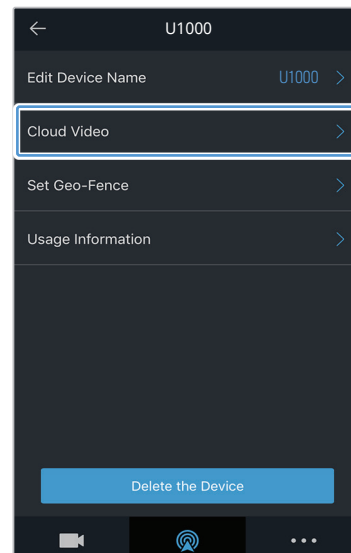 U1000
Edit Device Name U1000
Cloud Video
Set Geo-Fence
Usage Information
Delete the Device